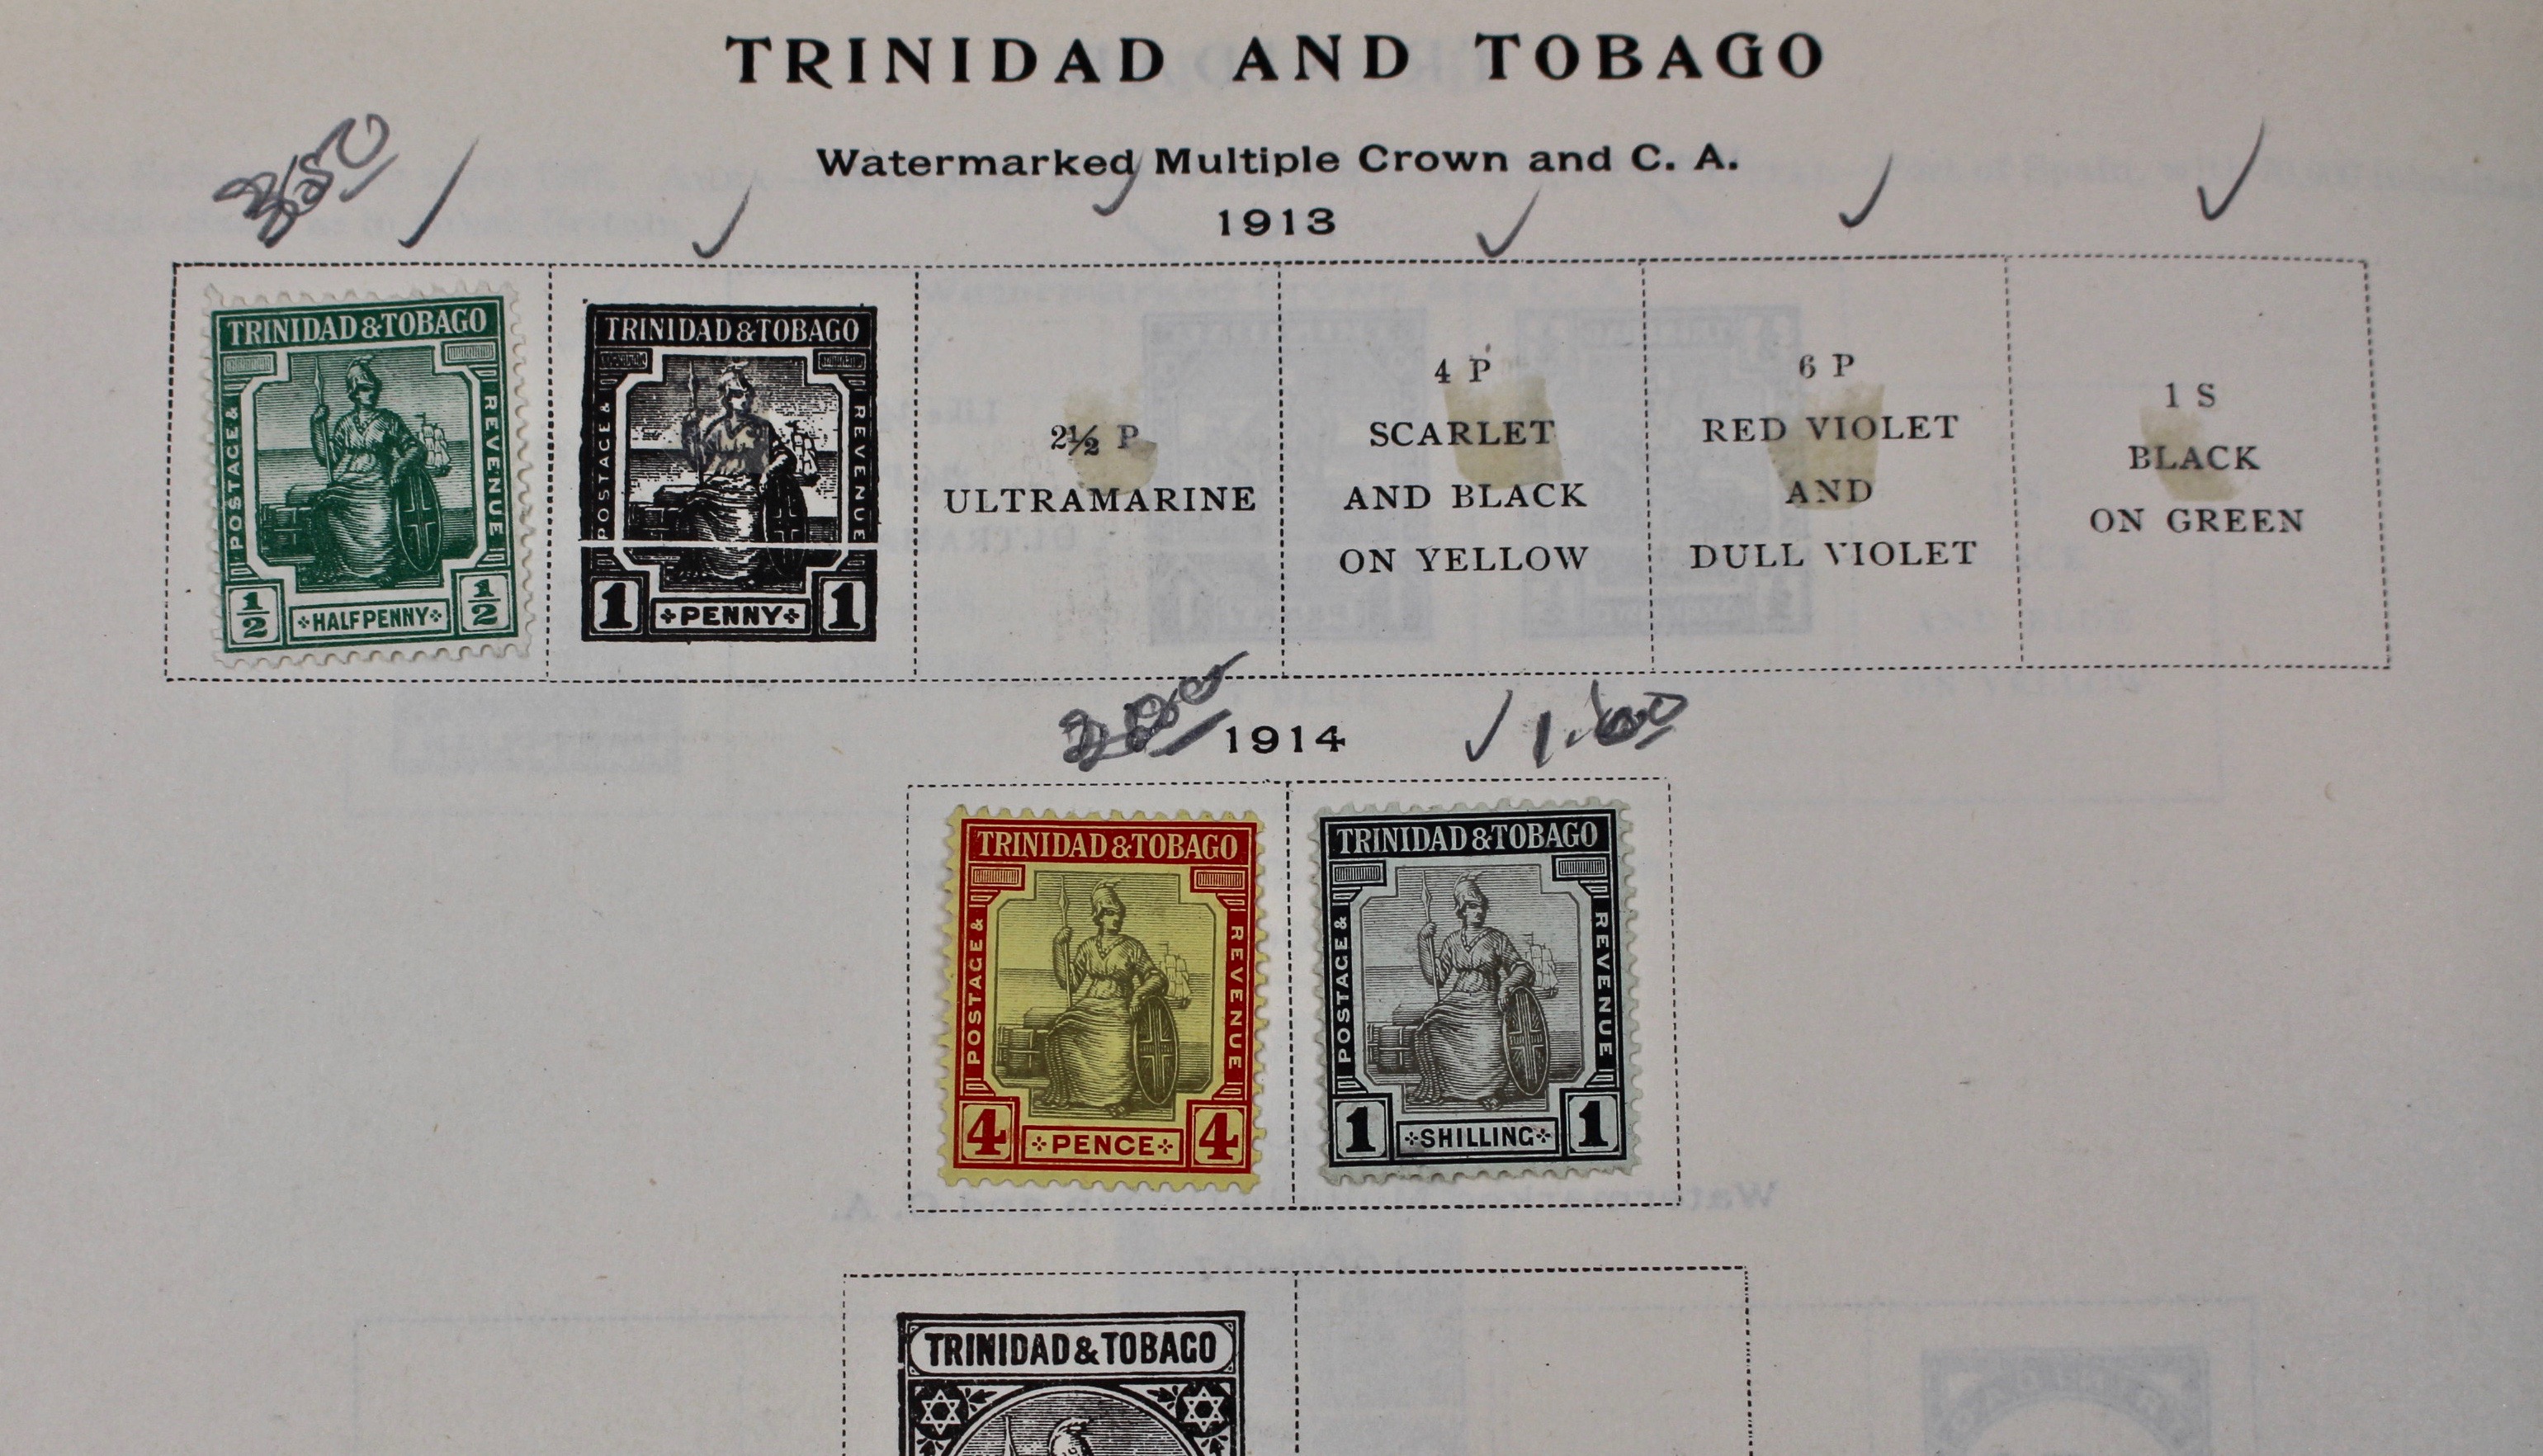 TRINIDAD AND TOBAGO
Watermarked Multiple Crown and C. A.
1913
TRINIDAD & TOBAGO
POSTAGE &
REVENUE
1/2
HALFPENNY
1/2
TRINIDAD & TOBAGO
POSTAGE &
REVENUE
1
PENNY
1
2½ P
ULTRAMARINE
4 P
SCARLET
AND BLACK
ON YELLOW
6 P
RED VIOLET
AND
DULL VIOLET
1 S
BLACK
ON GREEN
1914
TRINIDAD & TOBAGO
POSTAGE &
REVENUE
4
PENCE
4
TRINIDAD & TOBAGO
POSTAGE &
REVENUE
1
SHILLING
1
TRINIDAD & TOBAGO